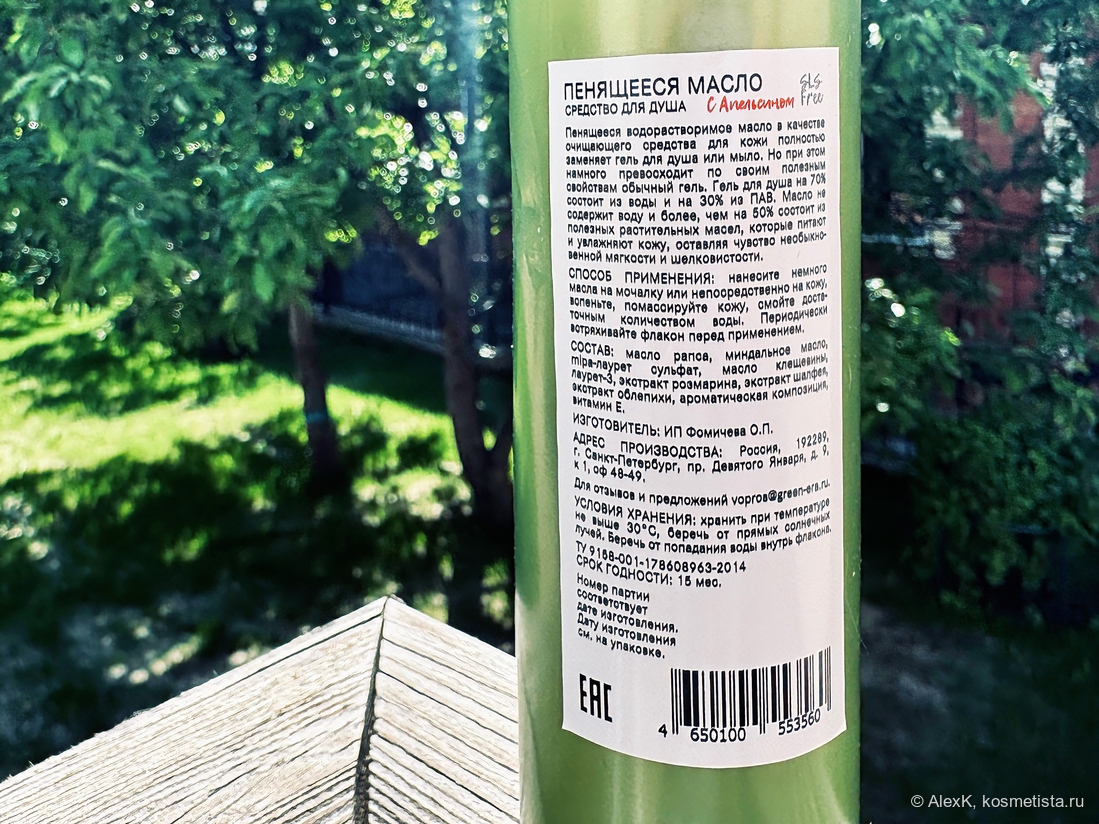 ПЕНЯЩЕЕСЯ МАСЛО
СРЕДСТВО ДЛЯ ДУША С Апельсином
SLS Free
Пенящееся водорастворимое масло в качестве
очищающего средства для кожи полностью
заменяет гель для душа или мыло. Но при этом
намного превосходит по своим полезным
свойствам обычный гель. Гель для душа на 70%
состоит из воды и на 30% из ПАВ. Масло не
содержит воду и более, чем на 50% состоит из
полезных растительных масел, которые питают
и увлажняют кожу, оставляя чувство необыкно-
венной мягкости и шелковистости.
СПОСОБ ПРИМЕНЕНИЯ: нанесите немного
масла на мочалку или непосредственно на кожу,
вспеньте, помассируйте кожу, смойте доста-
точным количеством воды. Периодически
встряхивайте флакон перед применением.
СОСТАВ: масло рапса, миндальное масло,
mipa-лаурет сульфат, масло клещевины,
лаурет-3, экстракт розмарина, экстракт шалфея,
экстракт облепихи, ароматическая композиция,
витамин Е.
ИЗГОТОВИТЕЛЬ: ИП Фомичева О.П.
АДРЕС ПРОИЗВОДСТВА: Россия, 192289,
г. Санкт-Петербург, пр. Девятого Января, д. 9,
к 1, оф 48-49.
Для отзывов и предложений vopros@green-era.ru.
УСЛОВИЯ ХРАНЕНИЯ: хранить при температуре
не выше 30°С, беречь от прямых солнечных
лучей. Беречь от попадания воды внутрь флакона.
ТУ 9158-001-178608963-2014
СРОК ГОДНОСТИ: 15 мес.
Номер партии
соответствует
дате изготовления.
Дату изготовления
см. на упаковке.
EAC
4 650100 553560
© AlexK, kosmetista.ru